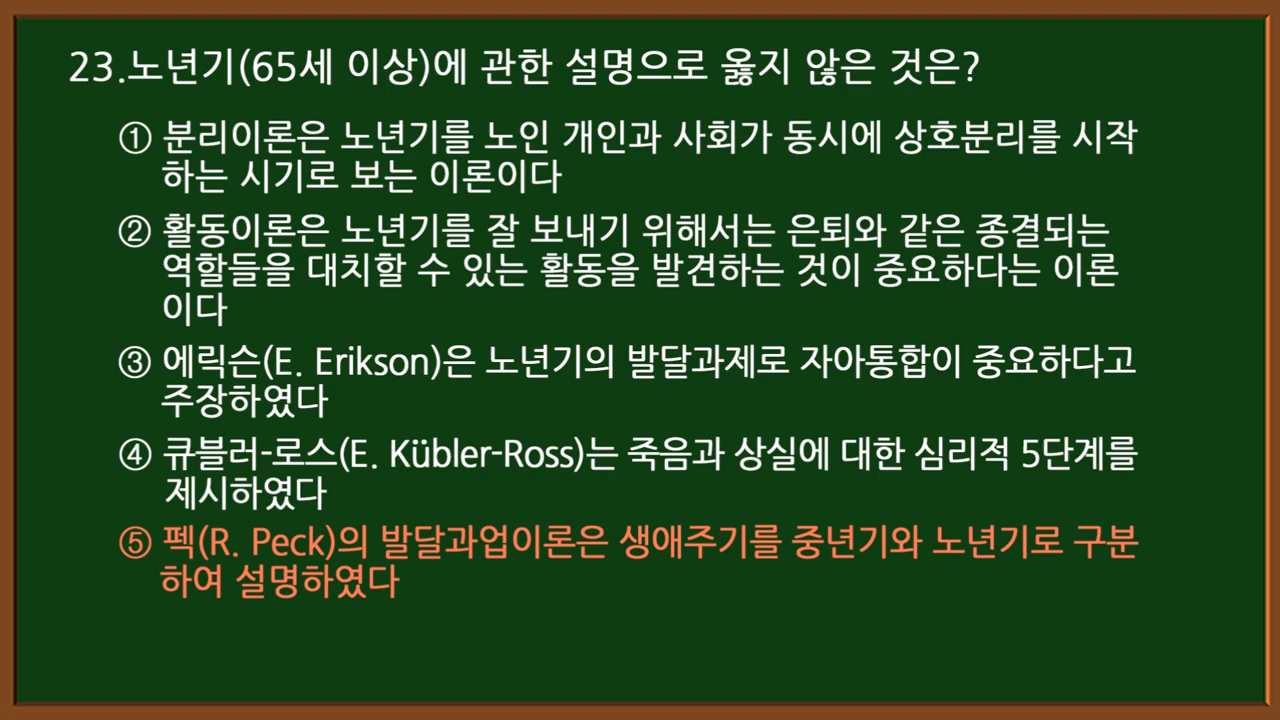 23.노년기(65세 이상)에 관한 설명으로 옳지 않은 것은?
① 분리이론은 노년기를 노인 개인과 사회가 동시에 상호분리를 시작
하는 시기로 보는 이론이다
② 활동이론은 노년기를 잘 보내기 위해서는 은퇴와 같은 종결되는
역할들을 대치할 수 있는 활동을 발견하는 것이 중요하다는 이론
이다
③ 에릭슨(E. Erikson)은 노년기의 발달과제로 자아통합이 중요하다고
주장하였다
④ 큐블러-로스(E. Kübler-Ross)는 죽음과 상실에 대한 심리적 5단계를
제시하였다
⑤ 펙(R. Peck)의 발달과업이론은 생애주기를 중년기와 노년기로 구분
하여 설명하였다